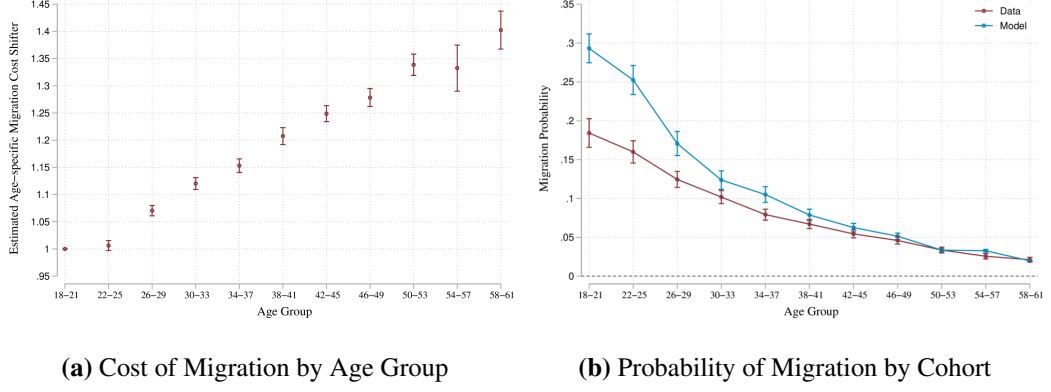 Estimated Age-specific Migration Cost Shifter
1.45
1.4
1.35
1.3
1.25
1.2
1.15
1.1
1.05
1
.95
18–21 22–25 26–29 30–33 34–37 38–41 42–45 46–49 50–53 54–57 58–61
Age Group
(a) Cost of Migration by Age Group
Migration Probability
.35
.3
.25
.2
.15
.1
.05
0
Data
Model
18–21 22–25 26–29 30–33 34–37 38–41 42–45 46–49 50–53 54–57 58–61
Age Group
(b) Probability of Migration by Cohort